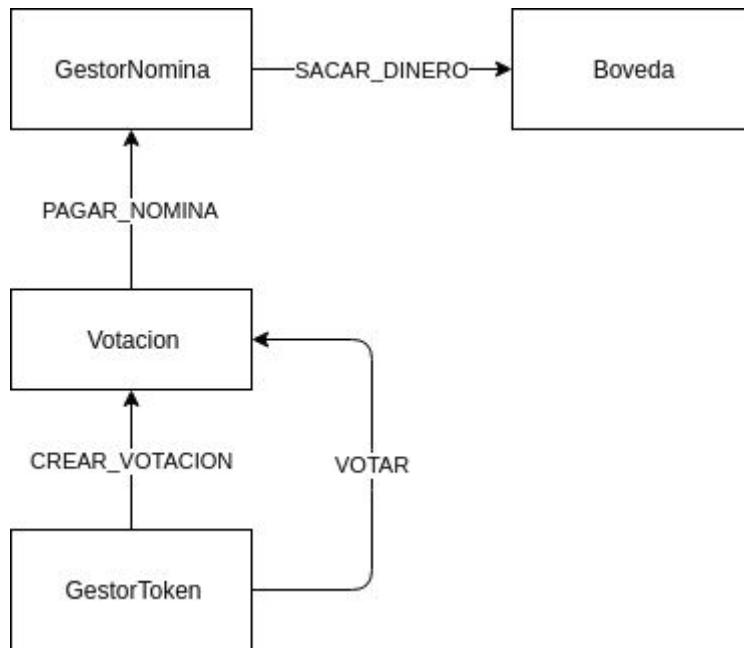 GestorNomina
SACAR_DINERO
Boveda
PAGAR_NOMINA
Votacion
CREAR_VOTACION
VOTAR
GestorToken